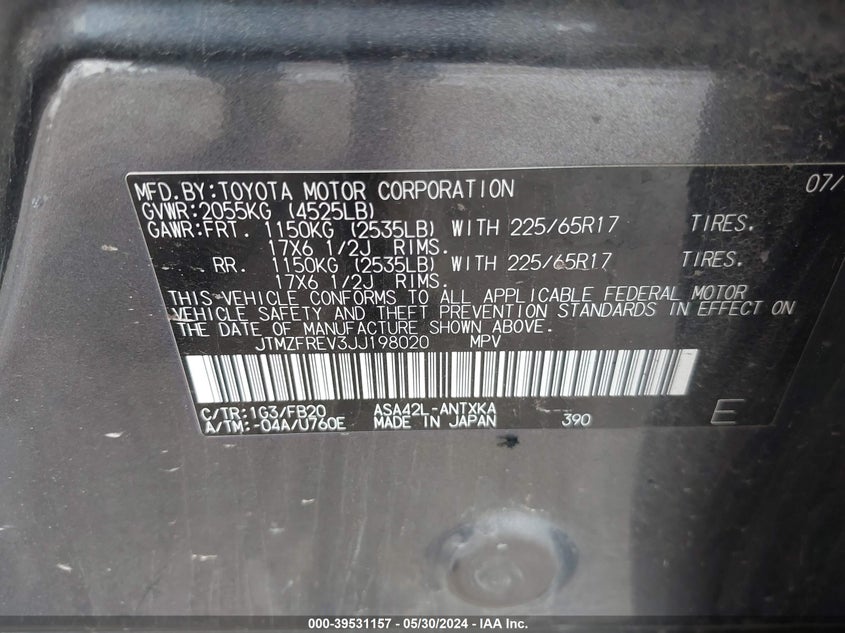 MFD.BY:TOYOTA MOTOR CORPORATION 07/
GVWR:2055KG (4525LB)
GAWR:FRT. 1150KG (2535LB) WITH 225/65R17 TIRES.
17X6 1/2J RIMS.
RR. 1150KG (2535LB) WITH 225/65R17 TIRES.
17X6 1/2J RIMS.
THIS VEHICLE CONFORMS TO ALL APPLICABLE FEDERAL MOTOR
VEHICLE SAFETY AND THEFT PREVENTION STANDARDS IN EFFECT ON
THE DATE OF MANUFACTURE SHOWN ABOVE.
JTMZFREV3JJ198020 MPV
C/TR:1G3/FB20 ASA42L-ANTXKA
A/TM:-04A/U760E MADE IN JAPAN 390 E
000-39531157 - 05/30/2024 - IAA Inc.